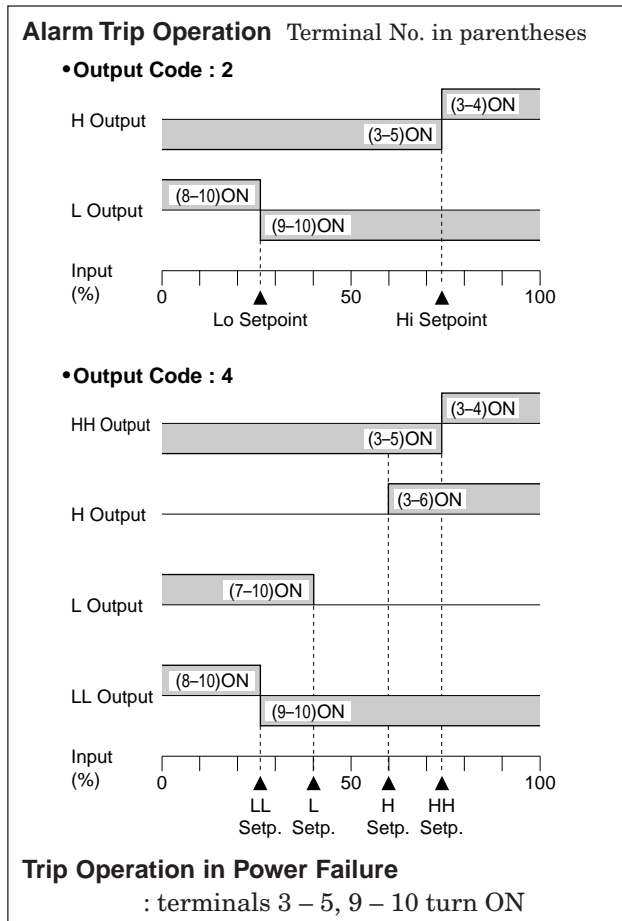 Alarm Trip Operation Terminal No. in parentheses
•Output Code : 2
(3–4)ON
H Output
(3–5)ON
(8–10)ON
L Output
(9–10)ON
Input
(%)
0 50 100
Lo Setpoint Hi Setpoint
•Output Code : 4
(3–4)ON
HH Output
(3–5)ON
(3–6)ON
H Output
(7–10)ON
L Output
(8–10)ON
LL Output
(9–10)ON
Input
(%)
0 50 100
LL L H HH
Setp. Setp. Setp. Setp.
Trip Operation in Power Failure
: terminals 3 – 5, 9 – 10 turn ON